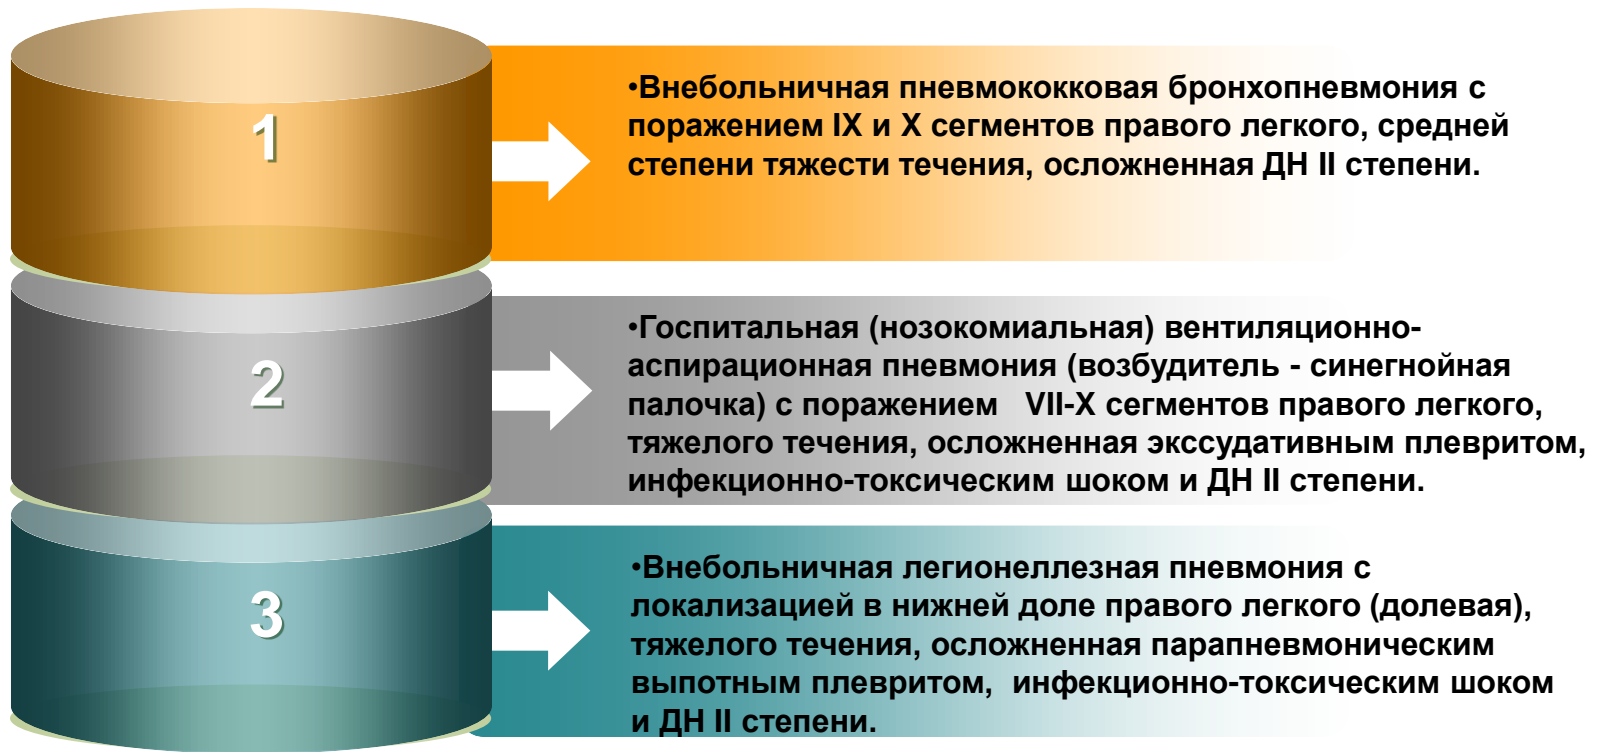 1
•Внебольничная пневмококковая бронхопневмония с
поражением IX и X сегментов правого легкого, средней
степени тяжести течения, осложненная ДН II степени.
2
•Госпитальная (нозокомиальная) вентиляционно-
аспирационная пневмония (возбудитель - синегнойная
палочка) с поражением VII-X сегментов правого легкого,
тяжелого течения, осложненная экссудативным плевритом,
инфекционно-токсическим шоком и ДН II степени.
3
•Внебольничная легионеллезная пневмония с
локализацией в нижней доле правого легкого (долевая),
тяжелого течения, осложненная парапневмоническим
выпотным плевритом, инфекционно-токсическим шоком
и ДН II степени.